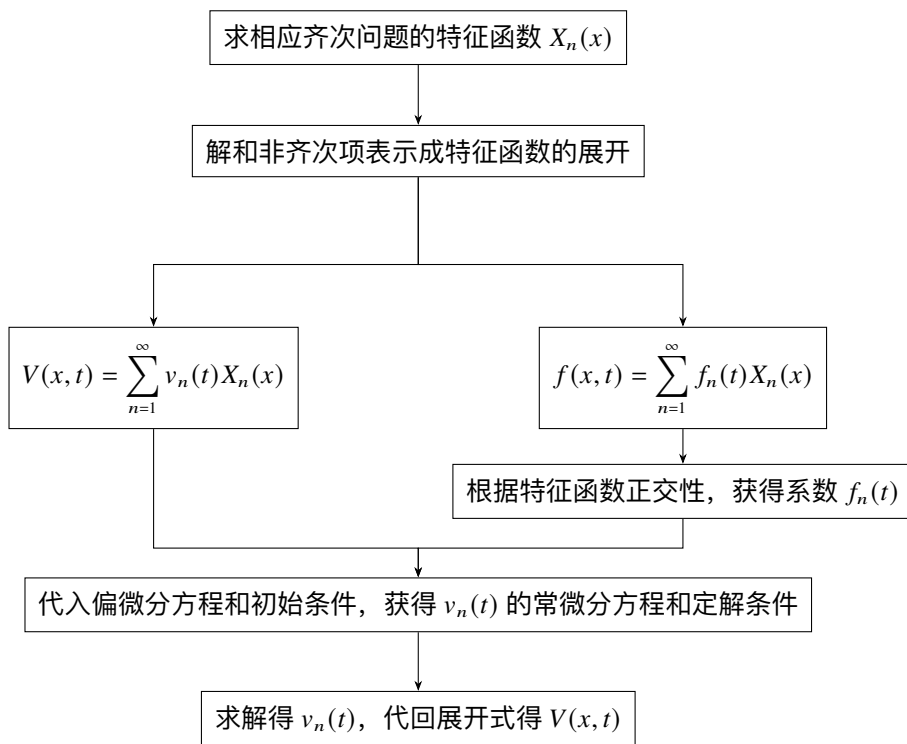 求相应齐次问题的特征函数 Xₙ(x)
解和非齐次项表示成特征函数的展开
V(x, t) = ∑_{n=1}^{∞} vₙ(t)Xₙ(x)
f(x, t) = ∑_{n=1}^{∞} fₙ(t)Xₙ(x)
根据特征函数正交性，获得系数 fₙ(t)
代入偏微分方程和初始条件，获得 vₙ(t) 的常微分方程和定解条件
求解得 vₙ(t)，代回展开式得 V(x, t)